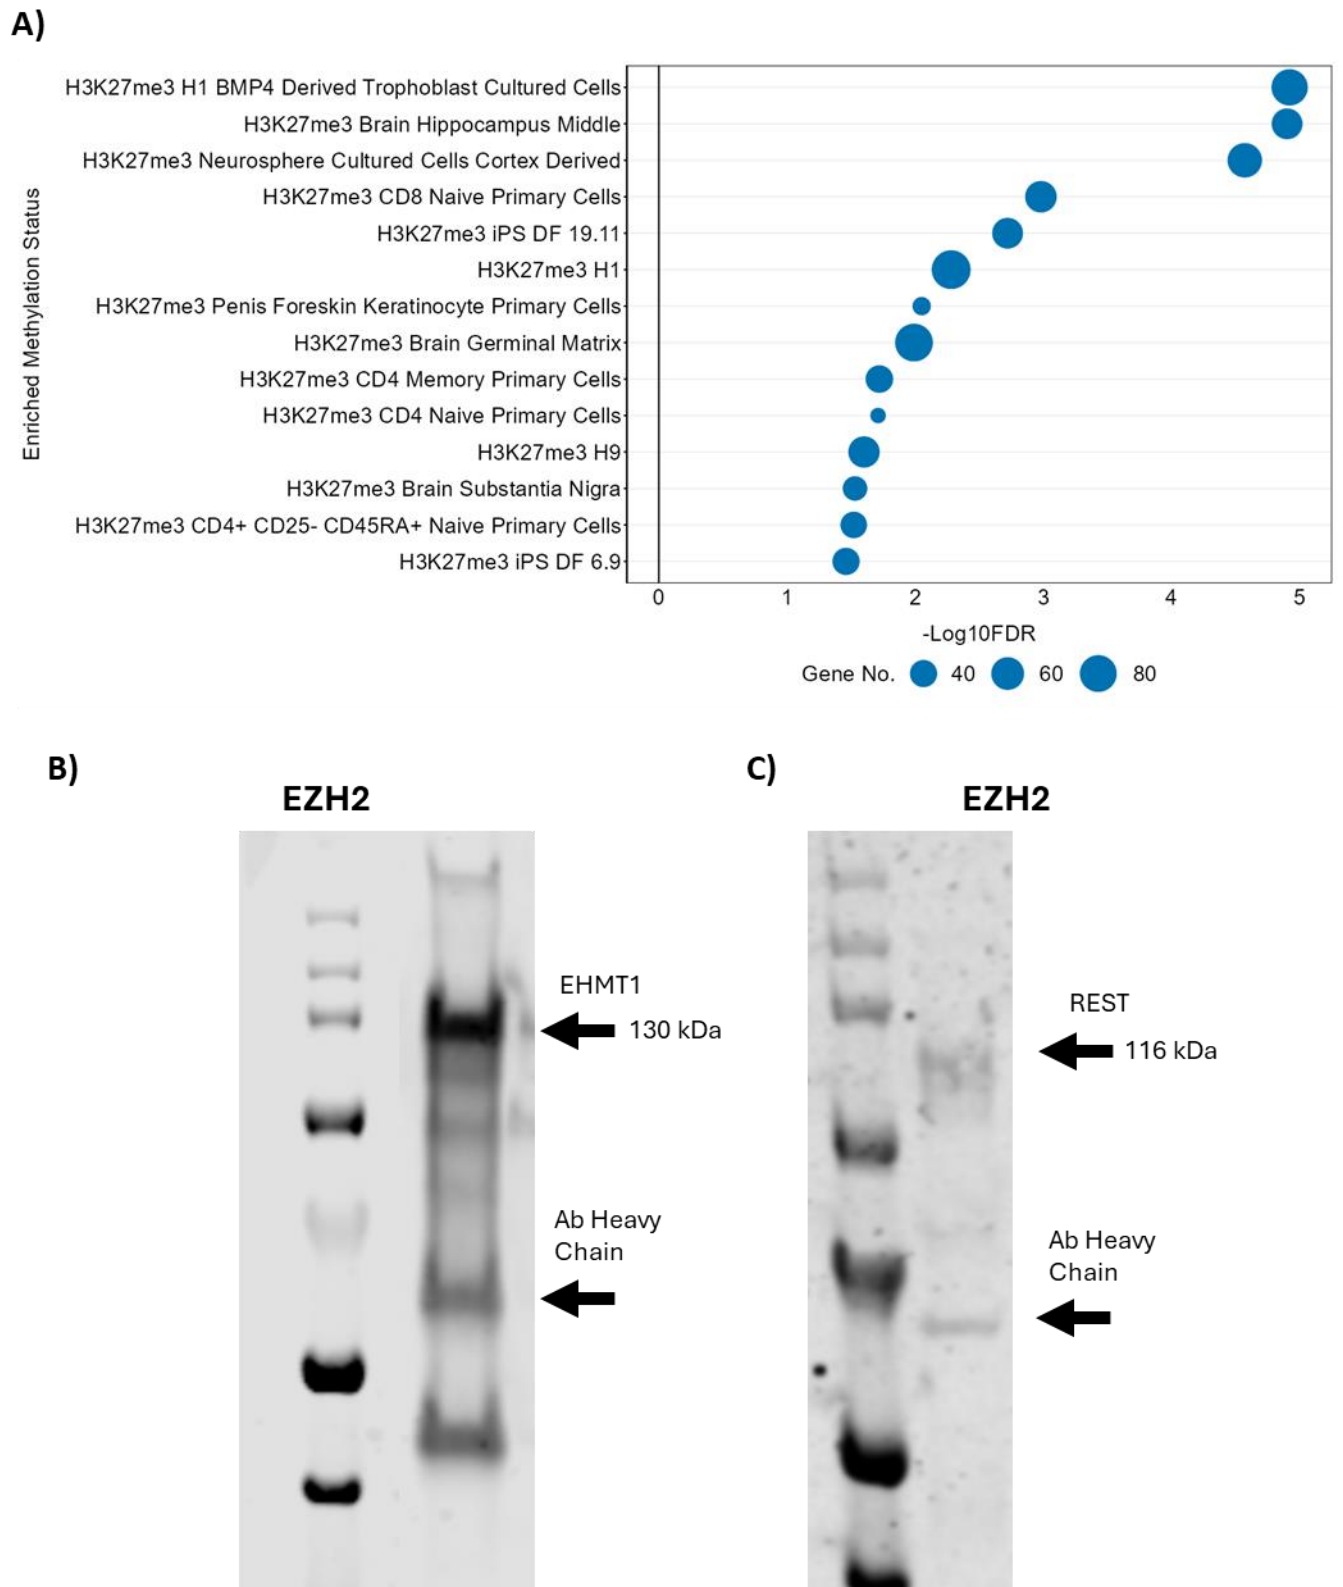 A)
Enriched Methylation Status
H3K27me3 H1 BMP4 Derived Trophoblast Cultured Cells
H3K27me3 Brain Hippocampus Middle
H3K27me3 Neurosphere Cultured Cells Cortex Derived
H3K27me3 CD8 Naive Primary Cells
H3K27me3 iPS DF 19.11
H3K27me3 H1
H3K27me3 Penis Foreskin Keratinocyte Primary Cells
H3K27me3 Brain Germinal Matrix
H3K27me3 CD4 Memory Primary Cells
H3K27me3 CD4 Naive Primary Cells
H3K27me3 H9
H3K27me3 Brain Substantia Nigra
H3K27me3 CD4+ CD25- CD45RA+ Naive Primary Cells
H3K27me3 iPS DF 6.9
0 1 2 3 4 5
-Log10FDR
Gene No. 40 60 80
B)
EZH2
EHMT1
130 kDa
Ab Heavy
Chain
C)
EZH2
REST
116 kDa
Ab Heavy
Chain